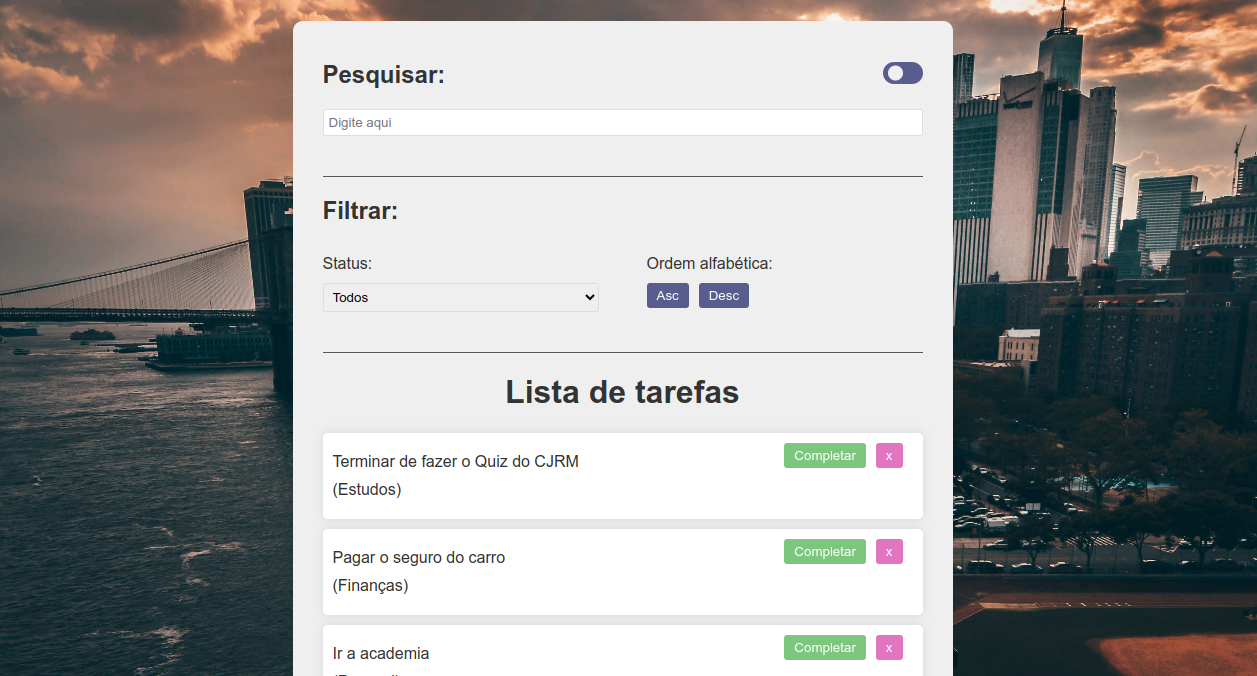 Pesquisar:
Digite aqui
Filtrar:
Status:
Ordem alfabética:
Todos
Asc
Desc
Lista de tarefas
Terminar de fazer o Quiz do CJRM
(Estudos)
Completar
x
Pagar o seguro do carro
(Finanças)
Completar
x
Ir a academia
Completar
x
verizon